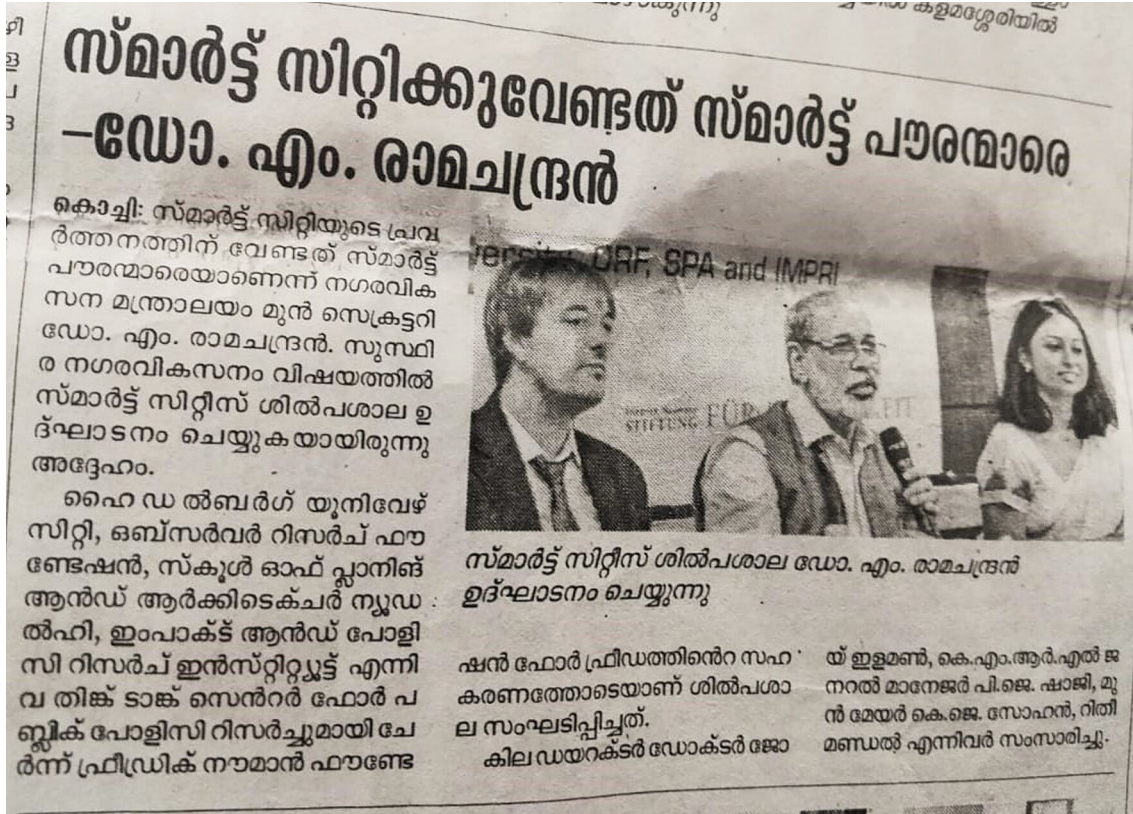 കളമശ്ശേരിയിൽ
സ്മാർട്ട് സിറ്റിക്കുവേണ്ടത് സ്മാർട്ട് പൗരന്മാരെ
–ഡോ. എം. രാമചന്ദ്രൻ
കൊച്ചി: സ്മാർട്ട് സിറ്റിയുടെ പ്രവ
ർത്തനത്തിന് വേണ്ടത് സ്മാർട്ട്
പൗരന്മാരെയാണെന്ന് നഗരവിക
സന മന്ത്രാലയം മുൻ സെക്രട്ടറി
ഡോ. എം. രാമചന്ദ്രൻ. സുസ്ഥി
ര നഗരവികസനം വിഷയത്തിൽ
സ്മാർട്ട് സിറ്റീസ് ശിൽപശാല ഉ
ദ്ഘാടനം ചെയ്യുകയായിരുന്നു
അദ്ദേഹം.
ഹൈഡൽബർഗ് യൂനിവേഴ്
സിറ്റി, ഒബ്സർവർ റിസർച് ഫൗ
ണ്ടേഷൻ, സ്കൂൾ ഓഫ് പ്ലാനിങ്
ആൻഡ് ആർക്കിടെക്ചർ ന്യൂഡ
ൽഹി, ഇംപാക്ട് ആൻഡ് പോളി
സി റിസർച് ഇൻസ്റ്റിറ്റ്യൂട്ട് എന്നി
വ തിങ്ക് ടാങ്ക് സെൻറർ ഫോർ പ
ബ്ലിക് പോളിസി റിസർച്ചുമായി ചേ
ർന്ന് ഫ്രീഡ്രിക് നൗമാൻ ഫൗണ്ടേ
ORF, SPA and IMPRI
STIFTUNG FÜR
സ്മാർട്ട് സിറ്റീസ് ശിൽപശാല ഡോ. എം. രാമചന്ദ്രൻ
ഉദ്ഘാടനം ചെയ്യുന്നു
ഷൻ ഫോർ ഫ്രീഡത്തിൻെറ സഹ
കരണത്തോടെയാണ് ശിൽപശാ
ല സംഘടിപ്പിച്ചത്.
കില ഡയറക്ടർ ഡോക്ടർ ജോ
യ് ഇളമൺ, കെ.എം.ആർ.എൽ ജ
നറൽ മാനേജർ പി.ജെ. ഷാജി, മു
ൻ മേയർ കെ.ജെ. സോഹൻ, റിതി
മണ്ഡൽ എന്നിവർ സംസാരിച്ചു.